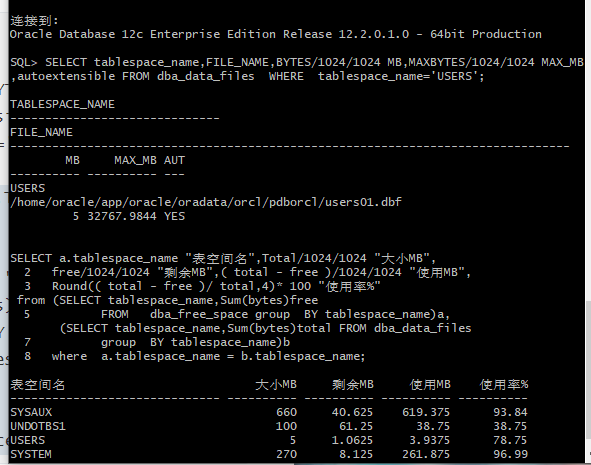 连接到:
Oracle Database 12c Enterprise Edition Release 12.2.0.1.0 - 64bit Production
SQL> SELECT tablespace_name,FILE_NAME,BYTES/1024/1024 MB,MAXBYTES/1024/1024 MAX_MB
,autoextensible FROM dba_data_files  WHERE  tablespace_name='USERS';
TABLESPACE_NAME
------------------------------
FILE_NAME
--------------------------------------------------------------------------------
        MB     MAX_MB AUT
---------- ---------- ---
USERS
/home/oracle/app/oracle/oradata/orcl/pdborcl/users01.dbf
         5 32767.9844 YES
SELECT a.tablespace_name "表空间名",Total/1024/1024 "大小MB",
  2   free/1024/1024 "剩余MB",( total - free )/1024/1024 "使用MB",
  3   Round(( total - free )/ total,4)* 100 "使用率%"
 from (SELECT tablespace_name,Sum(bytes)free
  5          FROM   dba_free_space group  BY tablespace_name)a,
       (SELECT tablespace_name,Sum(bytes)total FROM dba_data_files
  7          group  BY tablespace_name)b
  8   where  a.tablespace_name = b.tablespace_name;
表空间名                           大小MB     剩余MB     使用MB    使用率%
------------------------------ ---------- ---------- ---------- ----------
SYSAUX                                660     40.625    619.375      93.84
UNDOTBS1                              100      61.25      38.75      38.75
USERS                                   5     1.0625     3.9375      78.75
SYSTEM                                270      8.125    261.875      96.99